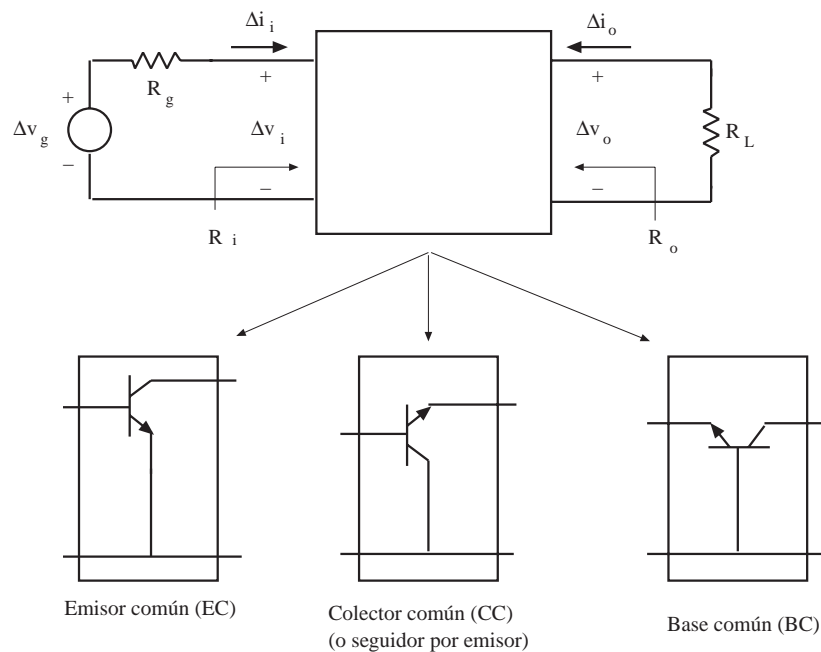 Δi i
Δi o
+
+
R g
+
Δv g
−
Δv i
Δv o
R L
−
−
R i
R o
Emisor común (EC)
Colector común (CC)
(o seguidor por emisor)
Base común (BC)